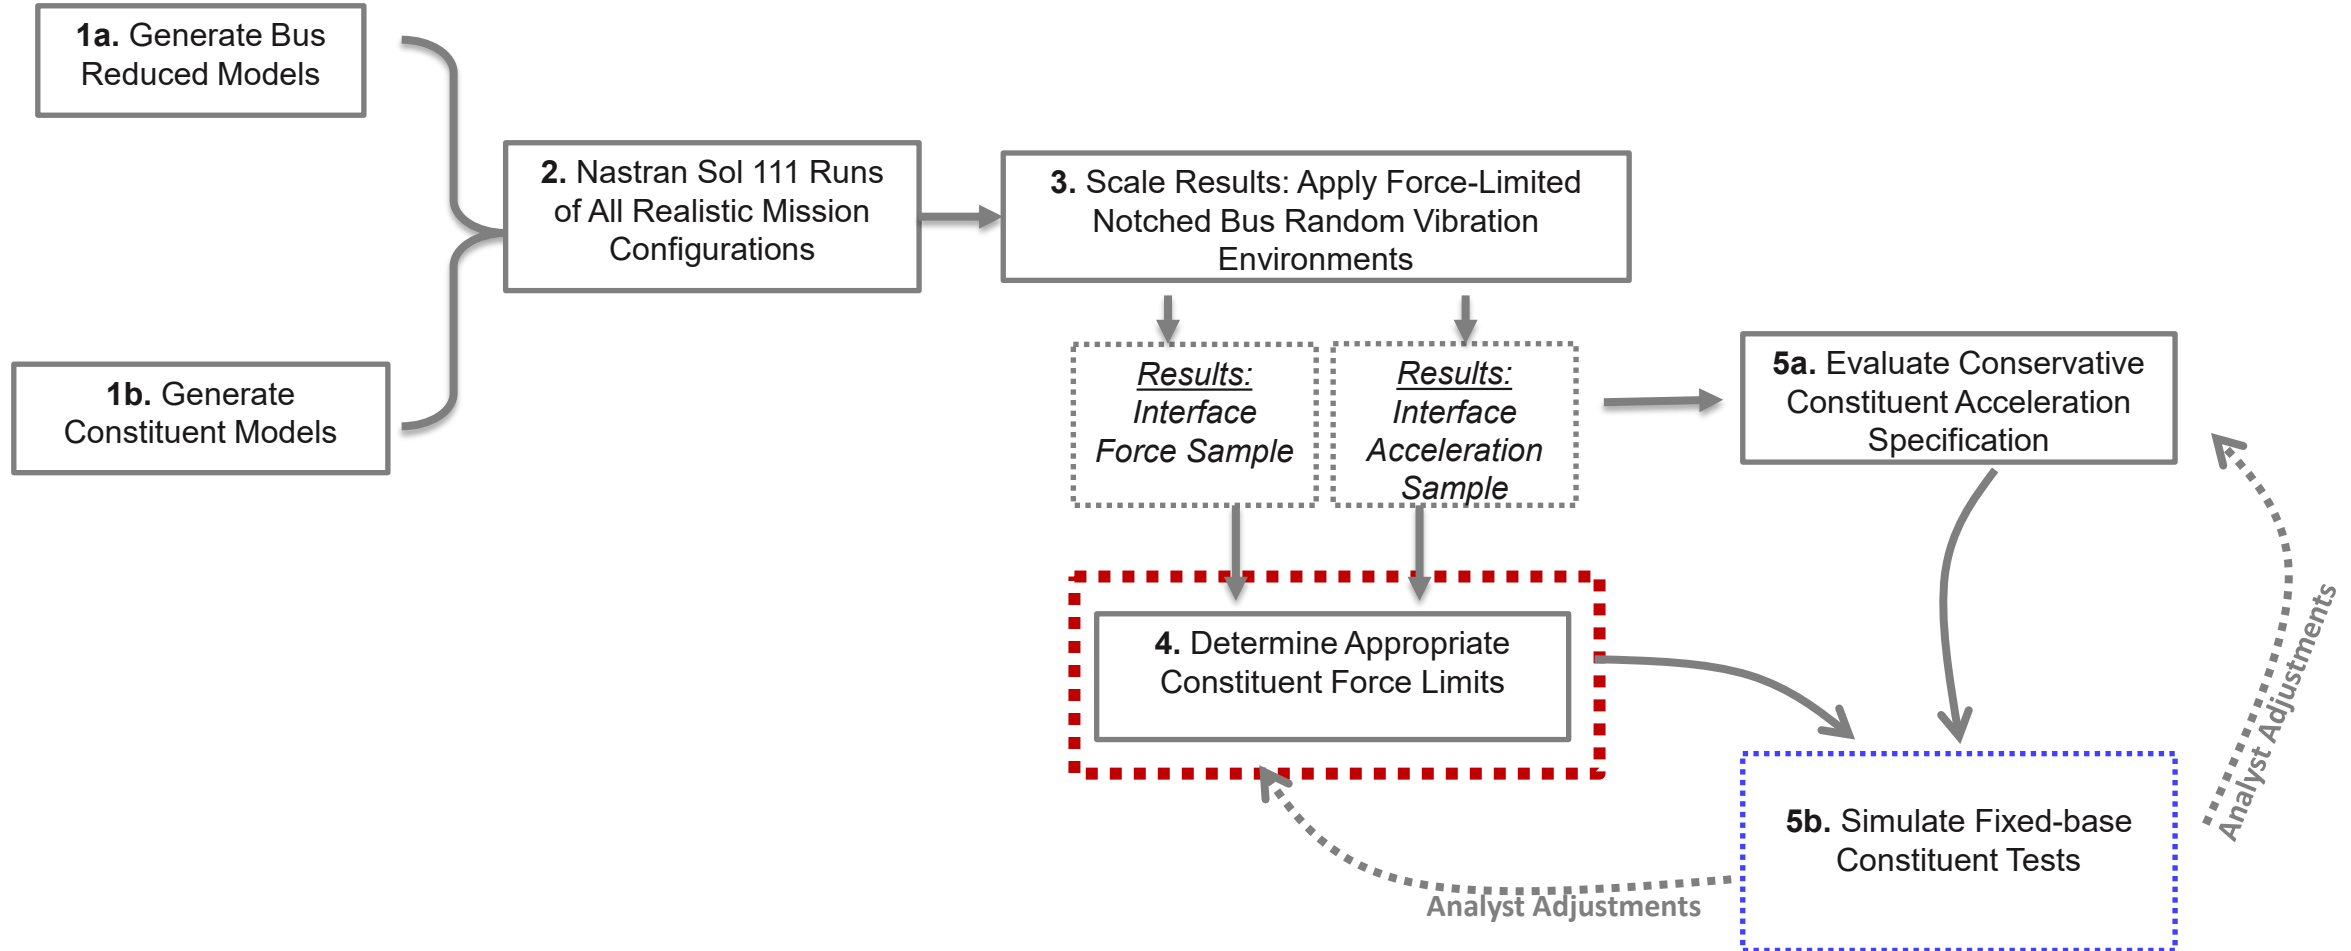 1a. Generate Bus
Reduced Models
1b. Generate
Constituent Models
2. Nastran Sol 111 Runs
of All Realistic Mission
Configurations
3. Scale Results: Apply Force-Limited
Notched Bus Random Vibration
Environments
Results:
Interface
Force Sample
Results:
Interface
Acceleration
Sample
4. Determine Appropriate
Constituent Force Limits
5a. Evaluate Conservative
Constituent Acceleration
Specification
5b. Simulate Fixed-base
Constituent Tests
Analyst Adjustments
Analyst Adjustments